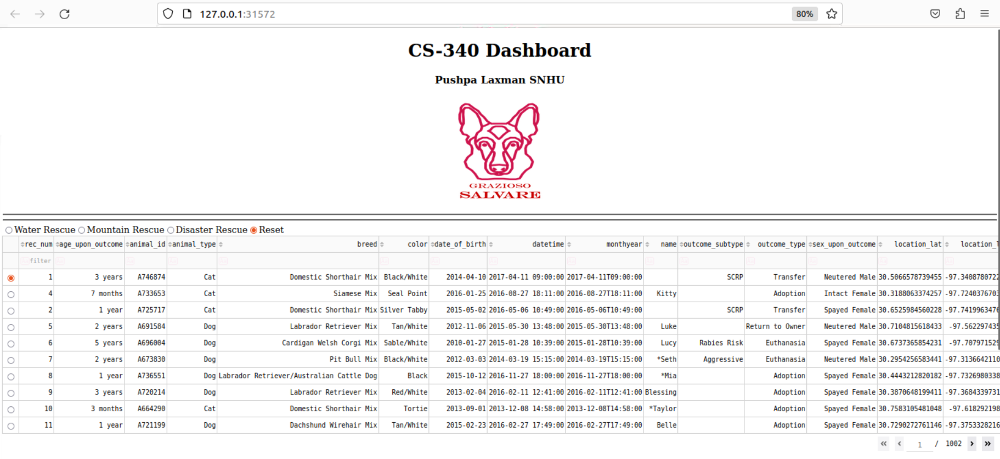 127.0.0.1:31572 80%
CS-340 Dashboard
Pushpa Laxman SNHU
GRAZIOSO
SALVARE
Water Rescue Mountain Rescue Disaster Rescue Reset
rec_num age_upon_outcome animal_id animal_type breed color date_of_birth datetime monthyear name outcome_subtype outcome_type sex_upon_outcome location_lat location_l
filter
1 3 years A746874 Cat Domestic Shorthair Mix Black/White 2014-04-10 2017-04-11 09:00:00 2017-04-11T09:00:00 SCRP Transfer Neutered Male 30.5066578739455 -97.3408780722
4 7 months A733653 Cat Siamese Mix Seal Point 2016-01-25 2016-08-27 18:11:00 2016-08-27T18:11:00 Kitty Adoption Intact Female 30.3188063374257 -97.7240376703
2 1 year A725717 Cat Domestic Shorthair Mix Silver Tabby 2015-05-02 2016-05-06 10:49:00 2016-05-06T10:49:00 SCRP Transfer Spayed Female 30.6525984560228 -97.7419963476
5 2 years A691584 Dog Labrador Retriever Mix Tan/White 2012-11-06 2015-05-30 13:48:00 2015-05-30T13:48:00 Luke Return to Owner Neutered Male 30.7104815618433 -97.562297435
6 5 years A696004 Dog Cardigan Welsh Corgi Mix Sable/White 2010-01-27 2015-01-28 10:39:00 2015-01-28T10:39:00 Lucy Rabies Risk Euthanasia Spayed Female 30.6737365854231 -97.707971529
7 2 years A673830 Dog Pit Bull Mix Black/White 2012-03-03 2014-03-19 15:15:00 2014-03-19T15:15:00 *Seth Aggressive Euthanasia Neutered Male 30.2954256583441 -97.3136642110
8 1 year A736551 Dog Labrador Retriever/Australian Cattle Dog Black 2015-10-12 2016-11-27 18:00:00 2016-11-27T18:00:00 *Mia Adoption Spayed Female 30.4443212820182 -97.7326980338
9 3 years A720214 Dog Labrador Retriever Mix Red/White 2013-02-04 2016-02-11 12:41:00 2016-02-11T12:41:00 Blessing Adoption Spayed Female 30.3870648199411 -97.3684339731
10 3 months A664290 Cat Domestic Shorthair Mix Tortie 2013-09-01 2013-12-08 14:58:00 2013-12-08T14:58:00 *Taylor Adoption Spayed Female 30.7583105481048 -97.618292198
11 1 year A721199 Dog Dachshund Wirehair Mix Tan/White 2015-02-23 2016-02-27 17:49:00 2016-02-27T17:49:00 Belle Adoption Spayed Female 30.7290272761146 -97.3753328216
1 / 1002